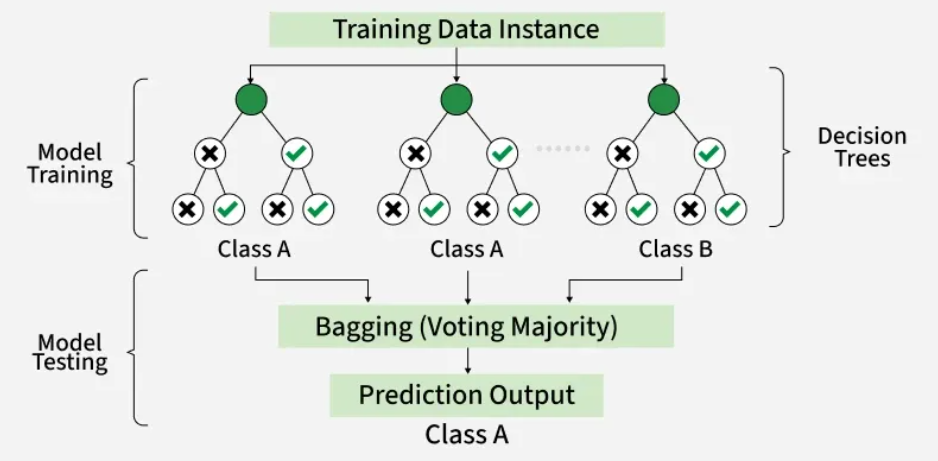 Training Data Instance
Model
Training
Decision
Trees
Class A
Class A
Class B
Bagging (Voting Majority)
Model
Testing
Prediction Output
Class A